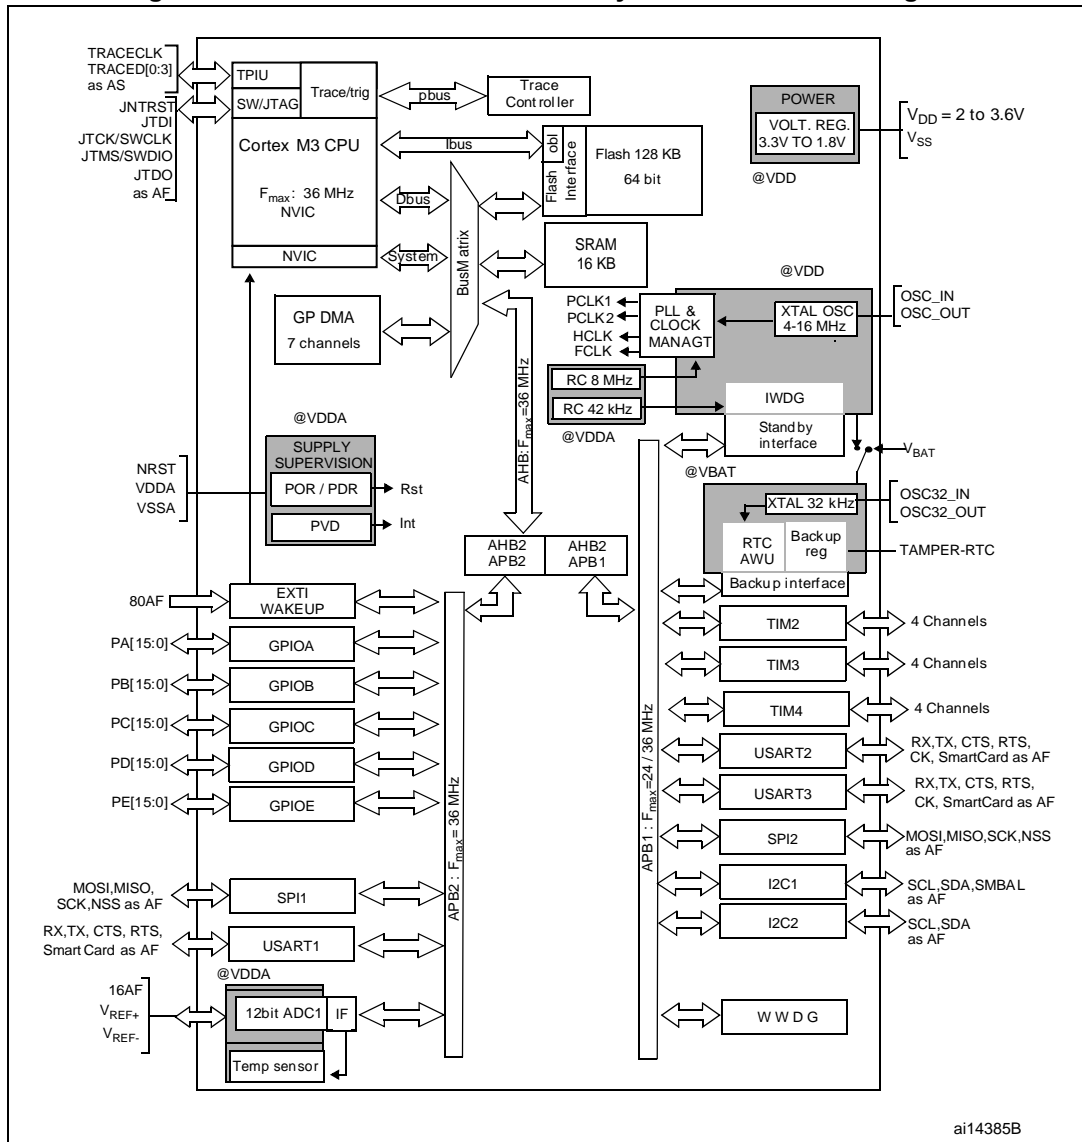 TRACECLK
TRACED[0:3]
as AS
TPIU
Trace/trig
SW/JTAG
pbus
Trace
Controller
JNTRST
JTDI
JTCK/SWCLK
JTMS/SWDIO
JTDO
as AF
Cortex M3 CPU
Fmax: 36 MHz
NVIC
NVIC
Ibus
Dbus
System
BusMatrix
obl
Flash
Interface
Flash 128 KB
64 bit
SRAM
16 KB
POWER
VOLT. REG.
3.3V TO 1.8V
@VDD
VDD = 2 to 3.6V
VSS
GP DMA
7 channels
@VDD
PCLK1
PCLK2
HCLK
FCLK
PLL &
CLOCK
MANAGT
XTAL OSC
4-16 MHz
OSC_IN
OSC_OUT
RC 8 MHz
RC 42 kHz
@VDDA
IWDG
Standby
interface
VBAT
@VBAT
AHB: Fmax=36 MHz
@VDDA
SUPPLY
SUPERVISION
NRST
VDDA
VSSA
POR / PDR
Rst
PVD
Int
XTAL 32 kHz
OSC32_IN
OSC32_OUT
RTC
AWU
Backup
reg
TAMPER-RTC
Backup interface
AHB2
APB2
AHB2
APB1
80AF
EXTI
WAKEUP
PA[15:0]
GPIOA
PB[15:0]
GPIOB
PC[15:0]
GPIOC
PD[15:0]
GPIOD
PE[15:0]
GPIOE
MOSI,MISO,
SCK,NSS as AF
SPI1
RX,TX, CTS, RTS,
SmartCard as AF
USART1
@VDDA
16AF
VREF+
VREF-
12bit ADC1
IF
Temp sensor
APB2 : Fmax= 36 MHz
APB1 : Fmax=24 / 36 MHz
TIM2
4 Channels
TIM3
4 Channels
TIM4
4 Channels
USART2
RX,TX, CTS, RTS,
CK, SmartCard as AF
USART3
RX,TX, CTS, RTS,
CK, SmartCard as AF
SPI2
MOSI,MISO,SCK,NSS
as AF
I2C1
SCL,SDA,SMBAL
as AF
I2C2
SCL,SDA
as AF
WWDG
ai14385B